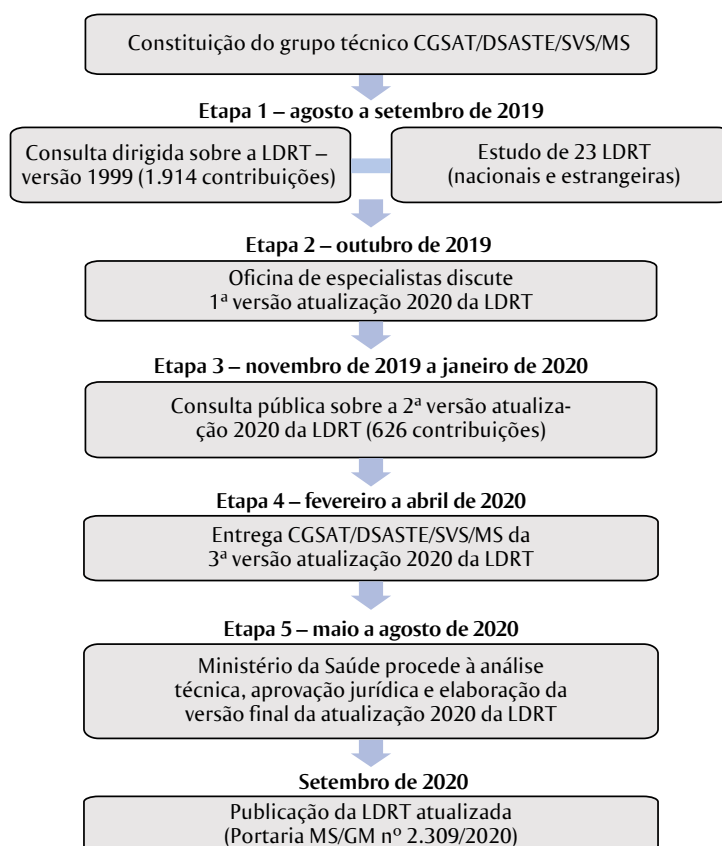 Constituição do grupo técnico CGSAT/DSASTE/SVS/MS
Etapa 1 – agosto a setembro de 2019
Consulta dirigida sobre a LDRT –
versão 1999 (1.914 contribuições)
Estudo de 23 LDRT
(nacionais e estrangeiras)
Etapa 2 – outubro de 2019
Oficina de especialistas discute
1ª versão atualização 2020 da LDRT
Etapa 3 – novembro de 2019 a janeiro de 2020
Consulta pública sobre a 2ª versão atualiza-
ção 2020 da LDRT (626 contribuições)
Etapa 4 – fevereiro a abril de 2020
Entrega CGSAT/DSASTE/SVS/MS da
3ª versão atualização 2020 da LDRT
Etapa 5 – maio a agosto de 2020
Ministério da Saúde procede à análise
técnica, aprovação jurídica e elaboração da
versão final da atualização 2020 da LDRT
Setembro de 2020
Publicação da LDRT atualizada
(Portaria MS/GM nº 2.309/2020)